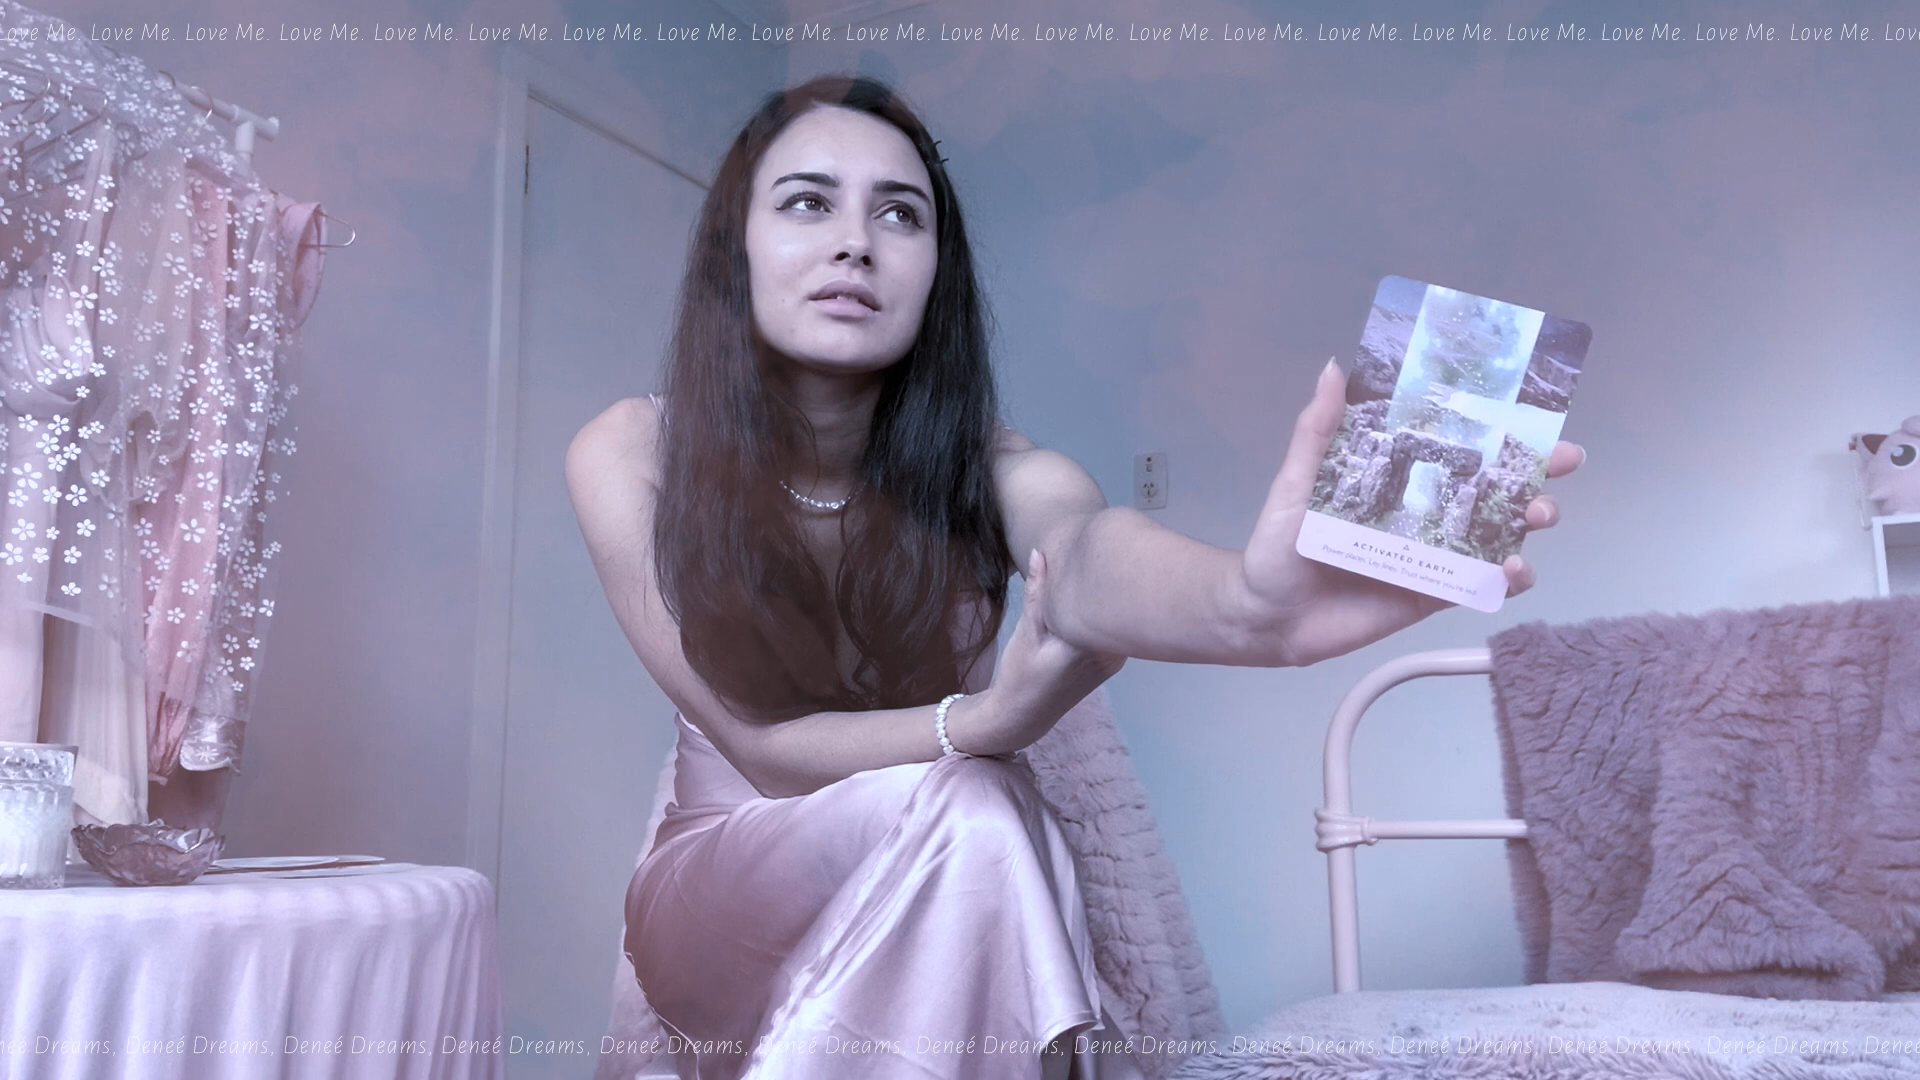 Love Me. Love Me. Love Me. Love Me. Love Me. Love Me. Love Me. Love Me. Love Me. Love Me. Love Me. Love Me. Love Me. Love Me. Love Me. Love Me. Love Me. Love Me. Love Me. Love Me. Lov
ACTIVATED EARTH
Power places. Ley lines. Trust where you're led.
neé Dreams, Deneé Dreams, Deneé Dreams, Deneé Dreams, Deneé Dreams, Deneé Dreams, Deneé Dreams, Deneé Dreams, Deneé Dreams, Deneé Dreams, Deneé Dreams, Deneé Dreams, Dene